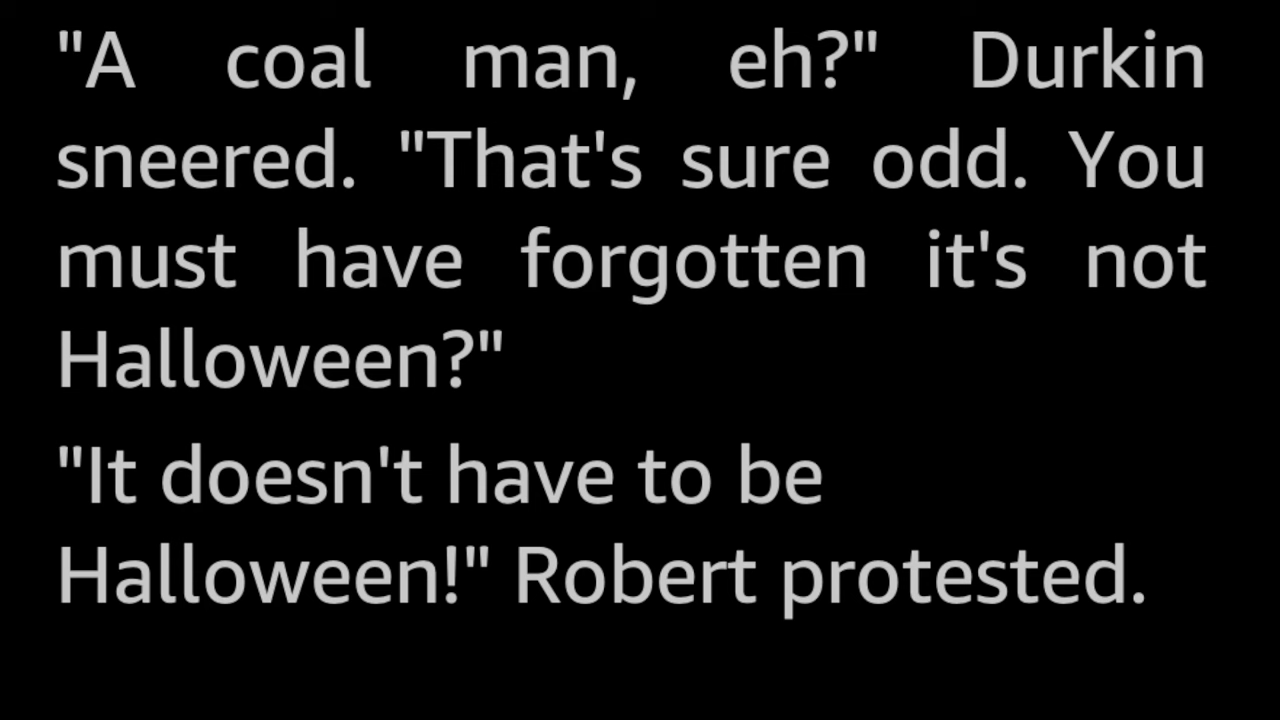 "A coal man, eh?" Durkin
sneered. "That's sure odd. You
must have forgotten it's not
Halloween?"
"It doesn't have to be
Halloween!" Robert protested.